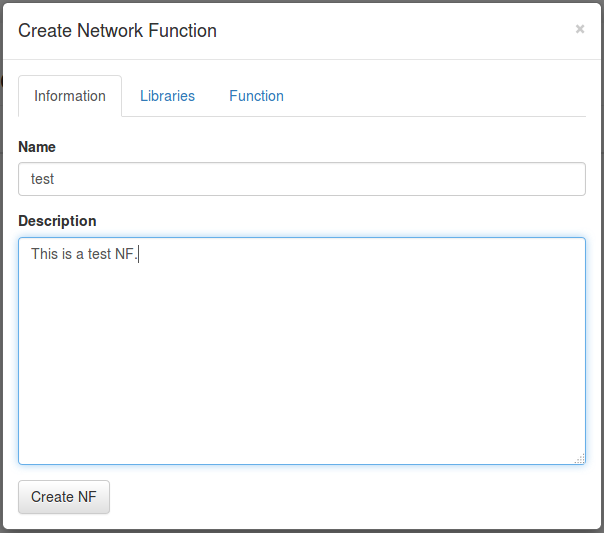 Create Network Function
×
Information Libraries Function
Name
test
Description
This is a test NF.
Create NF